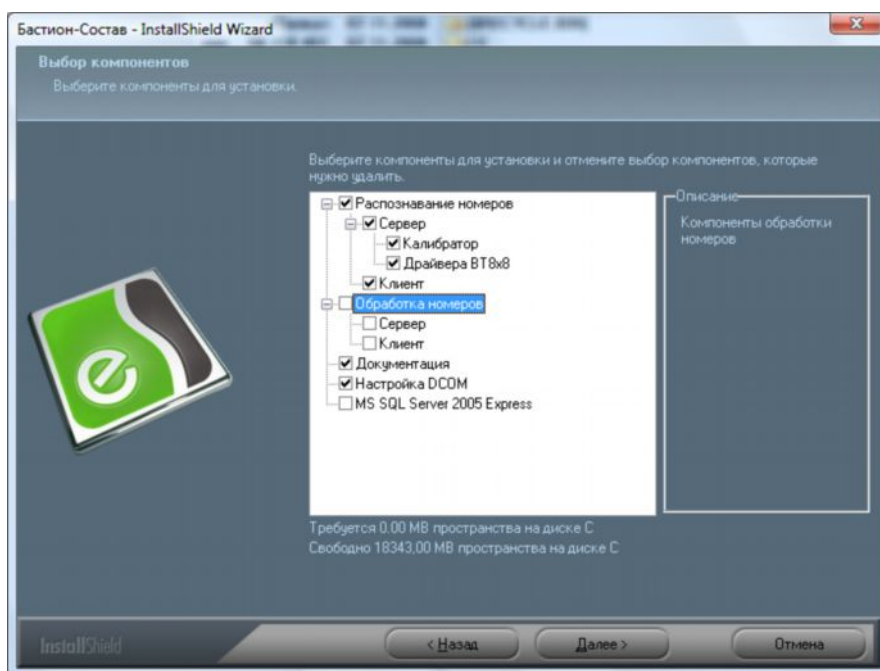 Бастион-Состав - InstallShield Wizard
Выбор компонентов
Выберите компоненты для установки.
Выберите компоненты для установки и отмените выбор компонентов, которые
нужно удалить.
Распознавание номеров
Сервер
Калибратор
Драйвера BT8x8
Клиент
Обработка номеров
Сервер
Клиент
Документация
Настройка DCOM
MS SQL Server 2005 Express
Описание
Компоненты обработки
номеров
Требуется 0.00 MB пространства на диске C
Свободно 18343,00 MB пространства на диске C
InstallShield
< Назад
Далее >
Отмена